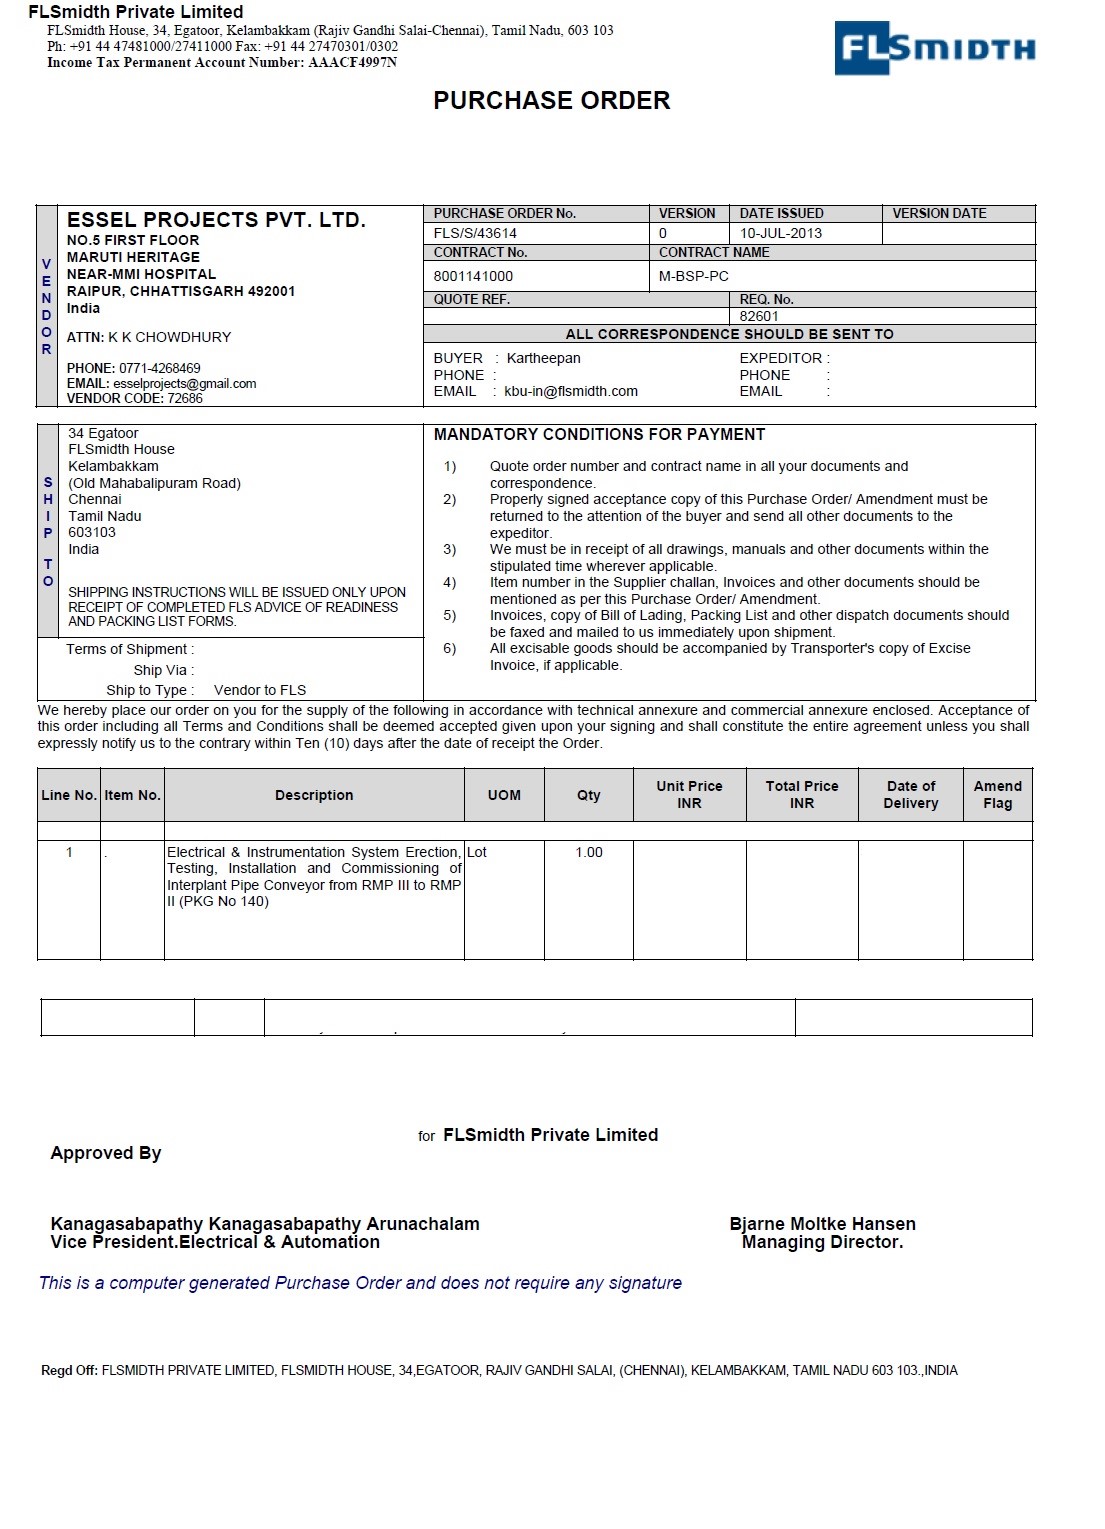 FLSmidth Private Limited
FLSmidth House, 34, Egatoor, Kelambakkam (Rajiv Gandhi Salai-Chennai), Tamil Nadu, 603 103
Ph: +91 44 47481000/27411000 Fax: +91 44 27470301/0302
Income Tax Permanent Account Number: AAACF4997N
FLSMIDTH
PURCHASE ORDER
VENDOR
ESSEL PROJECTS PVT. LTD.
NO.5 FIRST FLOOR
MARUTI HERITAGE
NEAR-MMI HOSPITAL
RAIPUR, CHHATTISGARH 492001
India
ATTN: K K CHOWDHURY
PHONE: 0771-4268469
EMAIL: esselprojects@gmail.com
VENDOR CODE: 72686
PURCHASE ORDER No. VERSION DATE ISSUED VERSION DATE
FLS/S/43614 0 10-JUL-2013
CONTRACT No. CONTRACT NAME
8001141000 M-BSP-PC
QUOTE REF. REQ. No.
82601
ALL CORRESPONDENCE SHOULD BE SENT TO
BUYER : Kartheepan EXPEDITOR :
PHONE : PHONE :
EMAIL : kbu-in@flsmidth.com EMAIL :
SHIP TO
34 Egatoor
FLSmidth House
Kelambakkam
(Old Mahabalipuram Road)
Chennai
Tamil Nadu
603103
India
SHIPPING INSTRUCTIONS WILL BE ISSUED ONLY UPON
RECEIPT OF COMPLETED FLS ADVICE OF READINESS
AND PACKING LIST FORMS.
Terms of Shipment :
Ship Via :
Ship to Type : Vendor to FLS
MANDATORY CONDITIONS FOR PAYMENT
1) Quote order number and contract name in all your documents and
correspondence.
2) Properly signed acceptance copy of this Purchase Order/ Amendment must be
returned to the attention of the buyer and send all other documents to the
expeditor.
3) We must be in receipt of all drawings, manuals and other documents within the
stipulated time wherever applicable.
4) Item number in the Supplier challan, Invoices and other documents should be
mentioned as per this Purchase Order/ Amendment.
5) Invoices, copy of Bill of Lading, Packing List and other dispatch documents should
be faxed and mailed to us immediately upon shipment.
6) All excisable goods should be accompanied by Transporter's copy of Excise
Invoice, if applicable.
We hereby place our order on you for the supply of the following in accordance with technical annexure and commercial annexure enclosed. Acceptance of
this order including all Terms and Conditions shall be deemed accepted given upon your signing and shall constitute the entire agreement unless you shall
expressly notify us to the contrary within Ten (10) days after the date of receipt the Order.
Line No. Item No. Description UOM Qty Unit Price INR Total Price INR Date of Delivery Amend Flag
1 . Electrical & Instrumentation System Erection, Lot 1.00
Testing, Installation and Commissioning of
Interplant Pipe Conveyor from RMP III to RMP
II (PKG No 140)
for FLSmidth Private Limited
Approved By
Kanagasabapathy Kanagasabapathy Arunachalam Bjarne Moltke Hansen
Vice President.Electrical & Automation Managing Director.
This is a computer generated Purchase Order and does not require any signature
Regd Off: FLSMIDTH PRIVATE LIMITED, FLSMIDTH HOUSE, 34,EGATOOR, RAJIV GANDHI SALAI, (CHENNAI), KELAMBAKKAM, TAMIL NADU 603 103.,INDIA